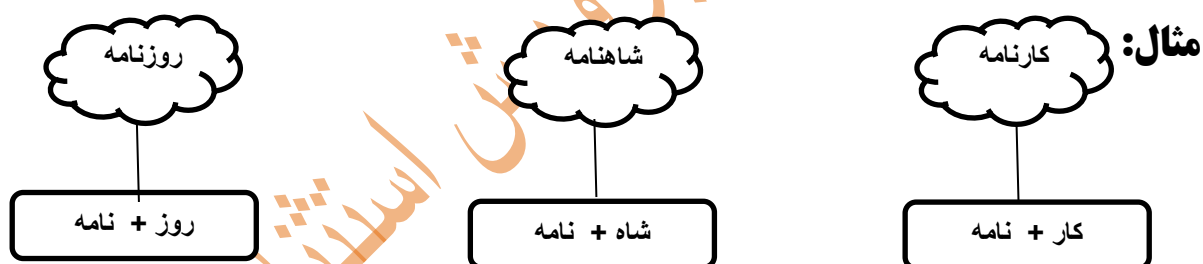 مثال:
کارنامه
شاهنامه
روزنامه
کار + نامه
شاه + نامه
روز + نامه